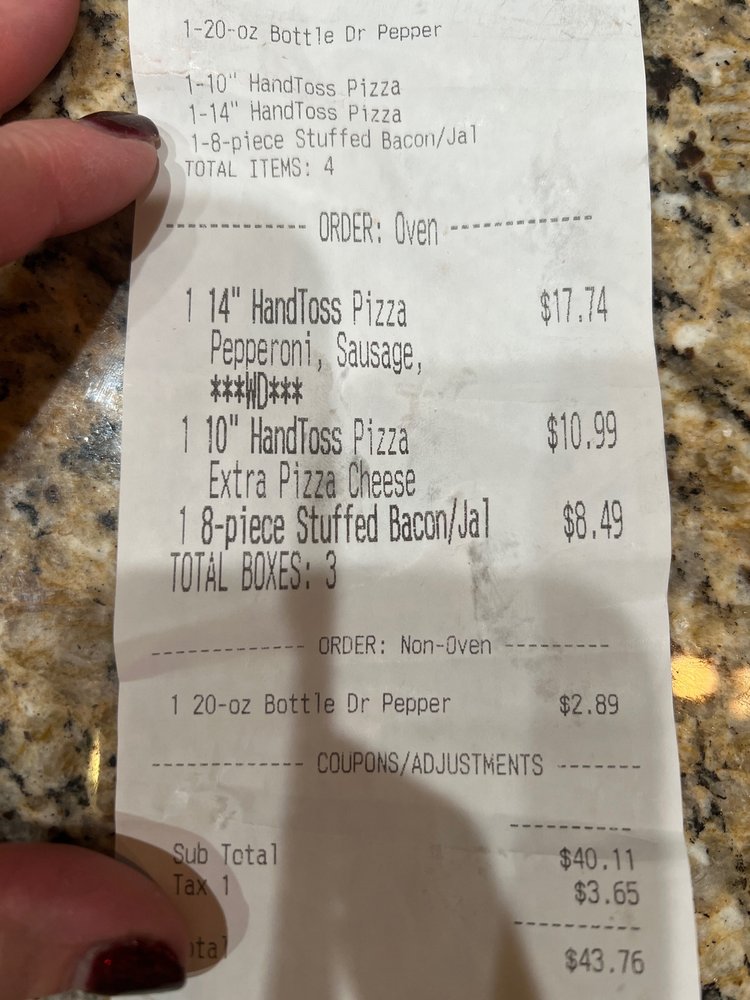 1-20-oz Bottle Dr Pepper
1-10" HandToss Pizza
1-14" HandToss Pizza
1-8-piece Stuffed Bacon/Jal
TOTAL ITEMS: 4
------------ ORDER: Oven -------------
1 14" HandToss Pizza $17.74
Pepperoni, Sausage,
***WD***
1 10" HandToss Pizza $10.99
Extra Pizza Cheese
1 8-piece Stuffed Bacon/Jal $8.49
TOTAL BOXES: 3
------------- ORDER: Non-Oven ---------
1 20-oz Bottle Dr Pepper $2.89
------------- COUPONS/ADJUSTMENTS -------
----------
Sub Total $40.11
Tax 1 $3.65
----------
otal $43.76